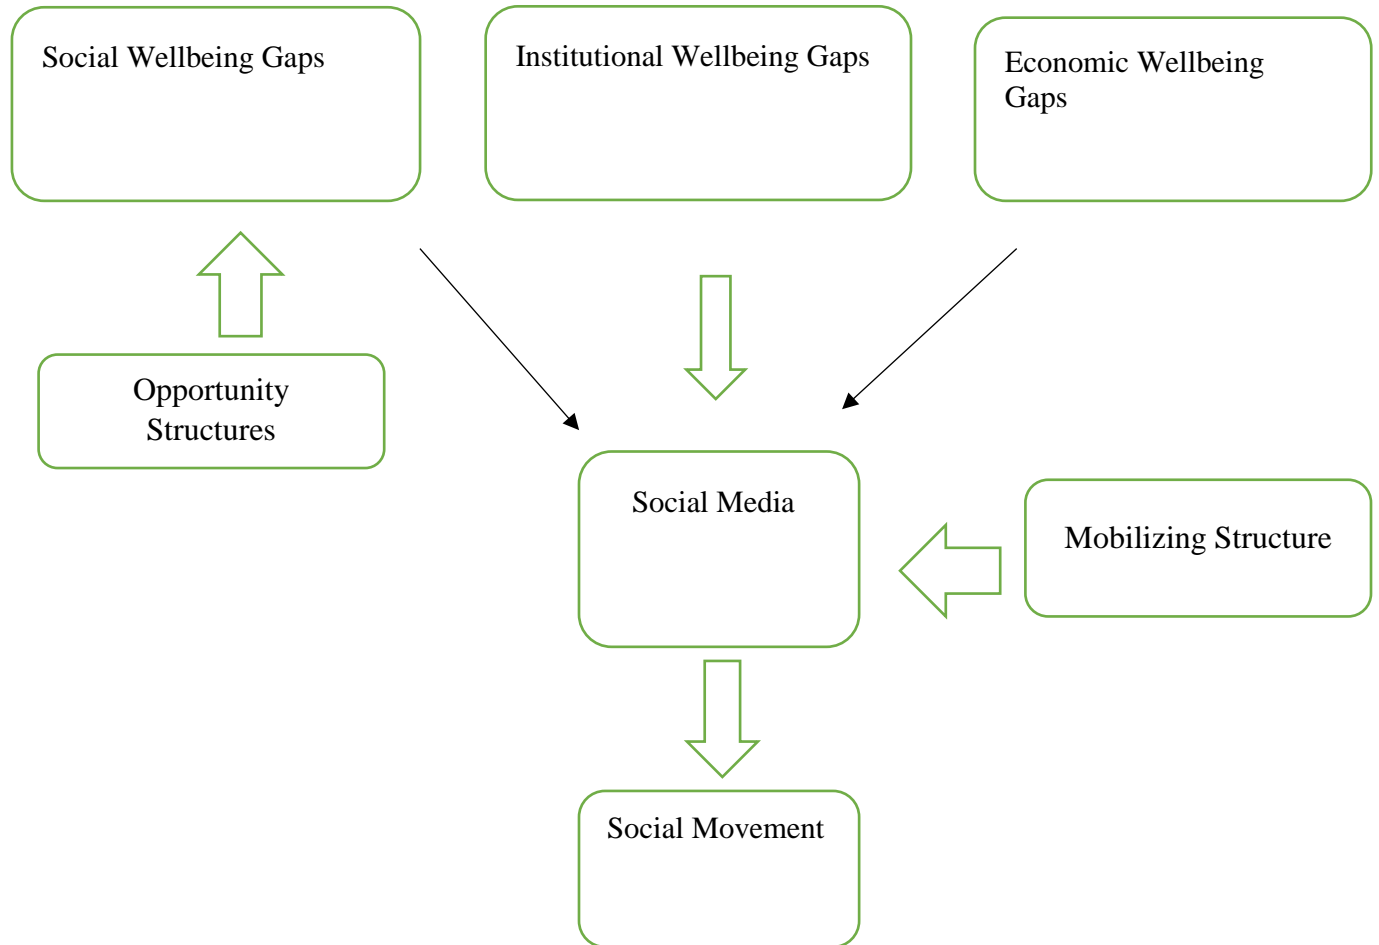 Social Wellbeing Gaps
Institutional Wellbeing Gaps
Economic Wellbeing
Gaps
Opportunity
Structures
Social Media
Mobilizing Structure
Social Movement